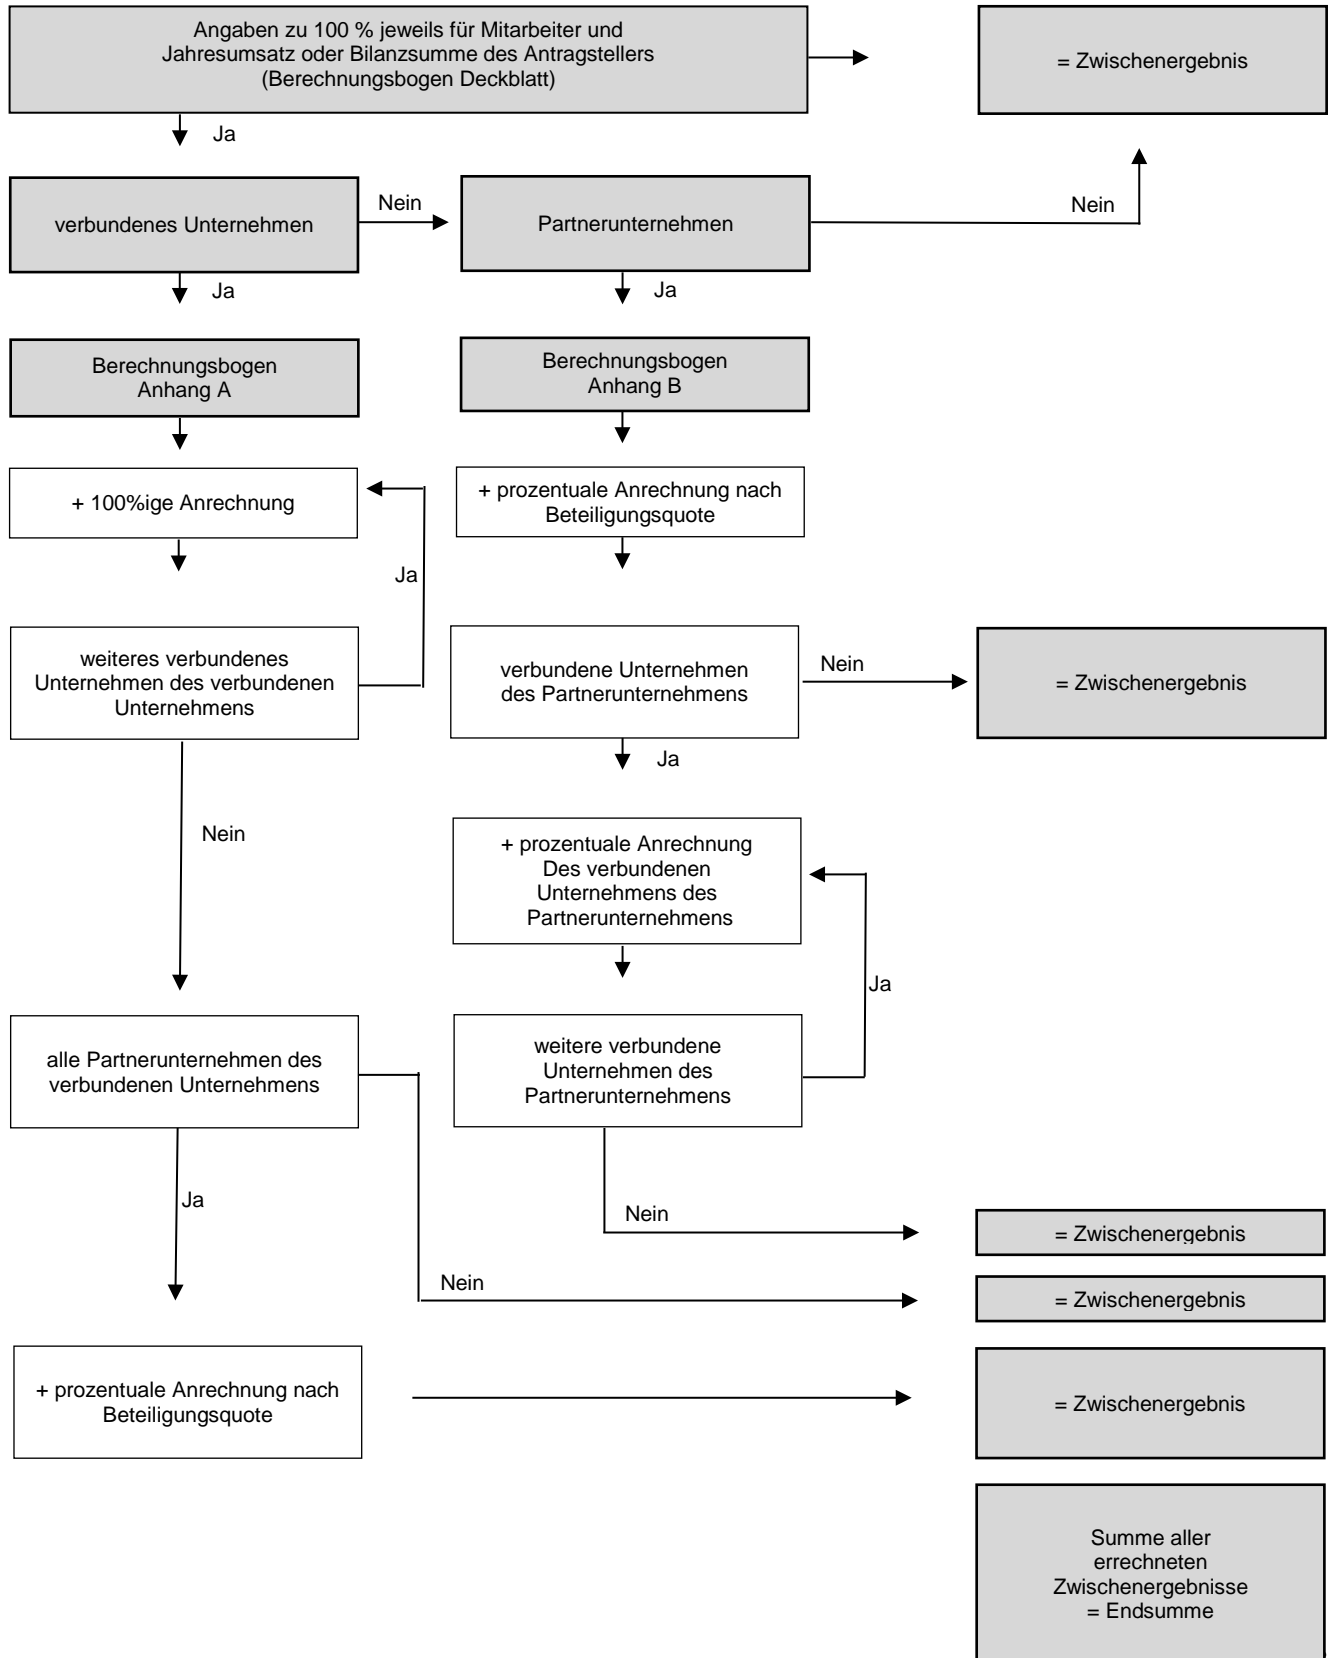 Angaben zu 100 % jeweils für Mitarbeiter und
Jahresumsatz oder Bilanzsumme des Antragstellers
(Berechnungsbogen Deckblatt)
= Zwischenergebnis
Ja
verbundenes Unternehmen
Nein
Partnerunternehmen
Nein
Ja
Ja
Berechnungsbogen
Anhang A
Berechnungsbogen
Anhang B
+ 100%ige Anrechnung
+ prozentuale Anrechnung nach
Beteiligungsquote
Ja
weiteres verbundenes
Unternehmen des verbundenen
Unternehmens
verbundene Unternehmen
des Partnerunternehmens
Nein
= Zwischenergebnis
Ja
Nein
+ prozentuale Anrechnung
Des verbundenen
Unternehmens des
Partnerunternehmens
Ja
alle Partnerunternehmen des
verbundenen Unternehmens
weitere verbundene
Unternehmen des
Partnerunternehmens
Ja
Nein
= Zwischenergebnis
Nein
= Zwischenergebnis
+ prozentuale Anrechnung nach
Beteiligungsquote
= Zwischenergebnis
Summe aller
errechneten
Zwischenergebnisse
= Endsumme